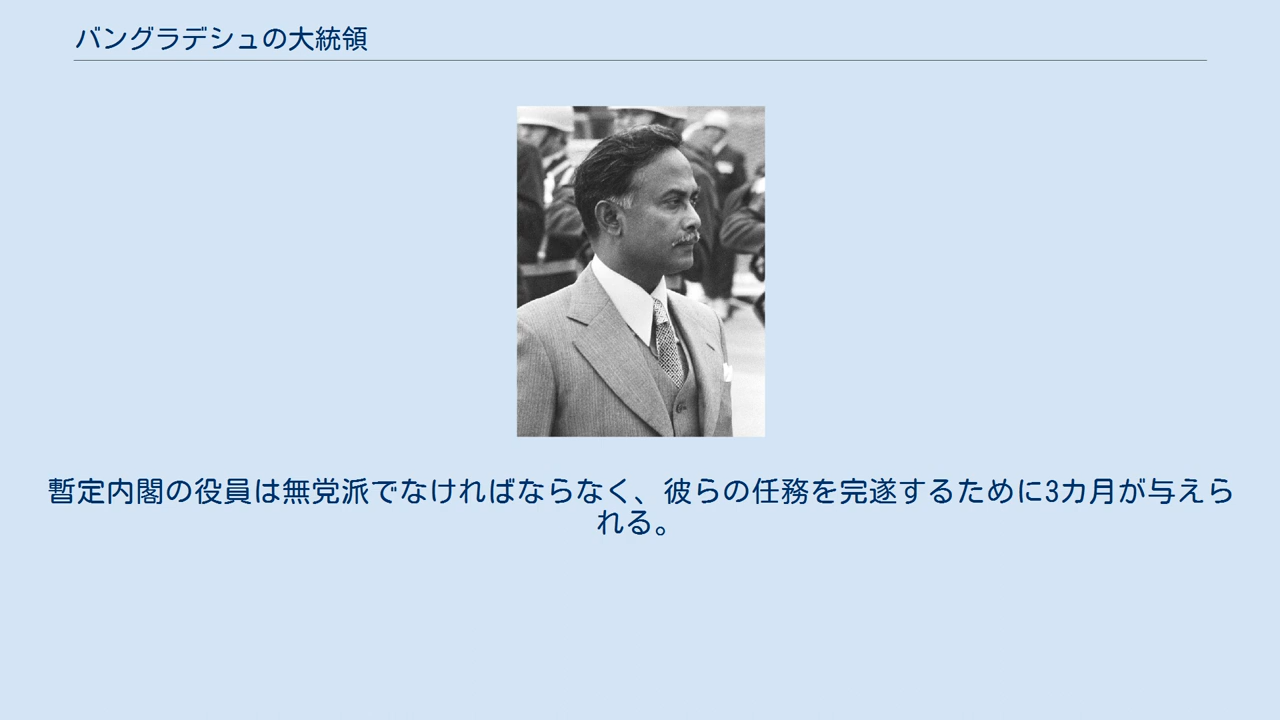 バングラデシュの大統領
暫定内閣の役員は無党派でなければならなく、彼らの任務を完遂するために3カ月が与えら
れる。